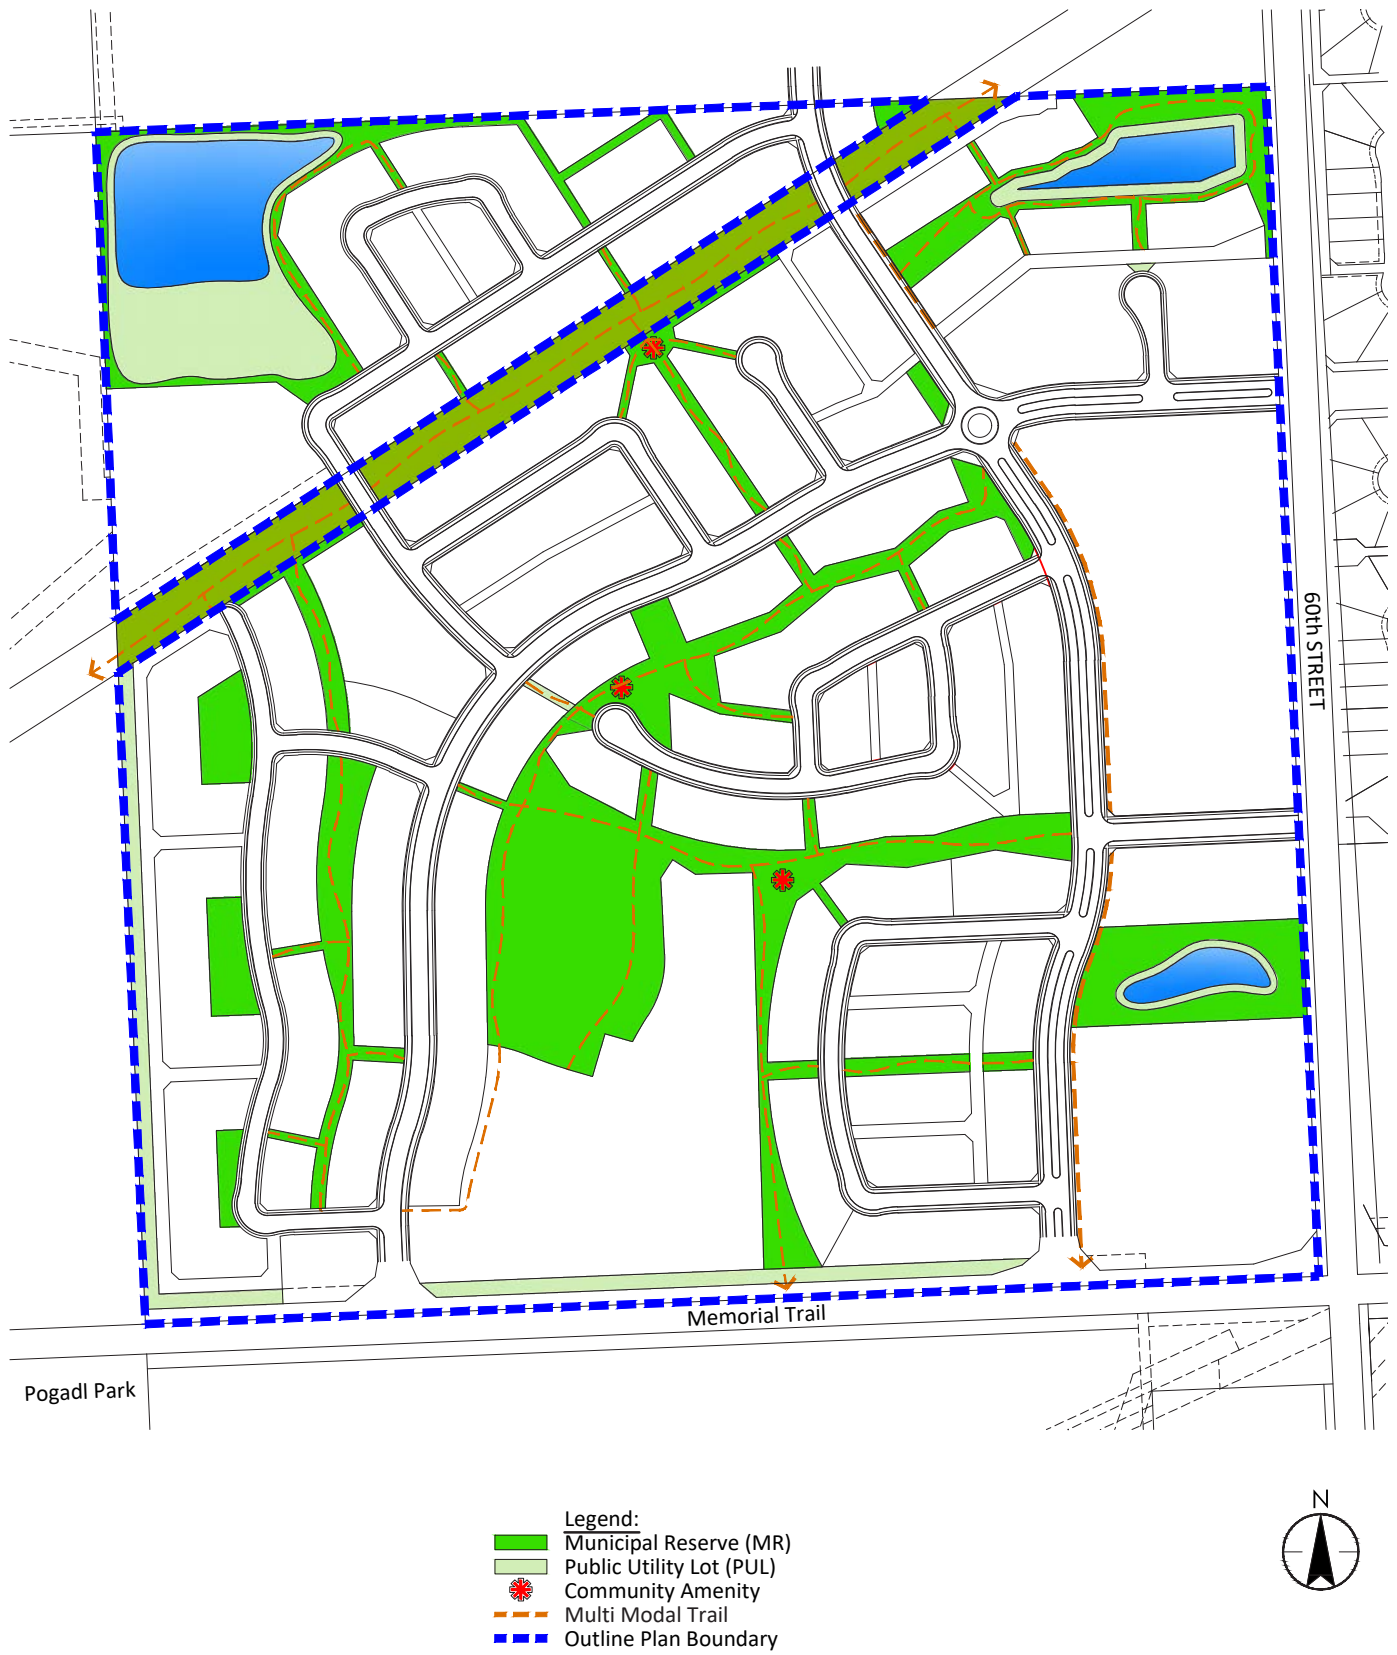 60th STREET
Memorial Trail
Pogadl Park
N
Legend:
Municipal Reserve (MR)
Public Utility Lot (PUL)
Community Amenity
Multi Modal Trail
Outline Plan Boundary